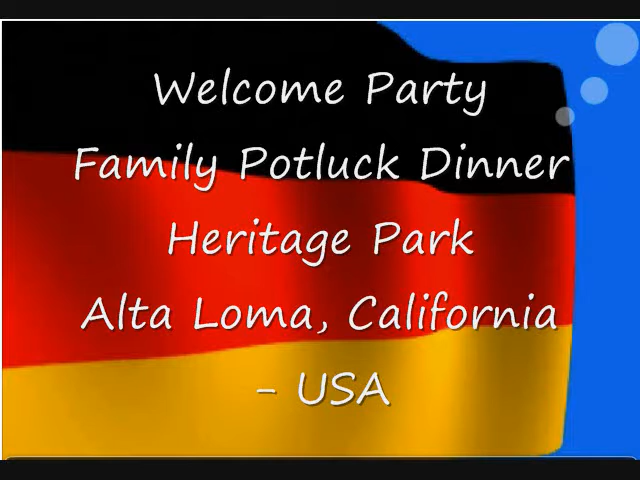 Welcome Party
Family Potluck Dinner
Heritage Park
Alta Loma, California
- USA